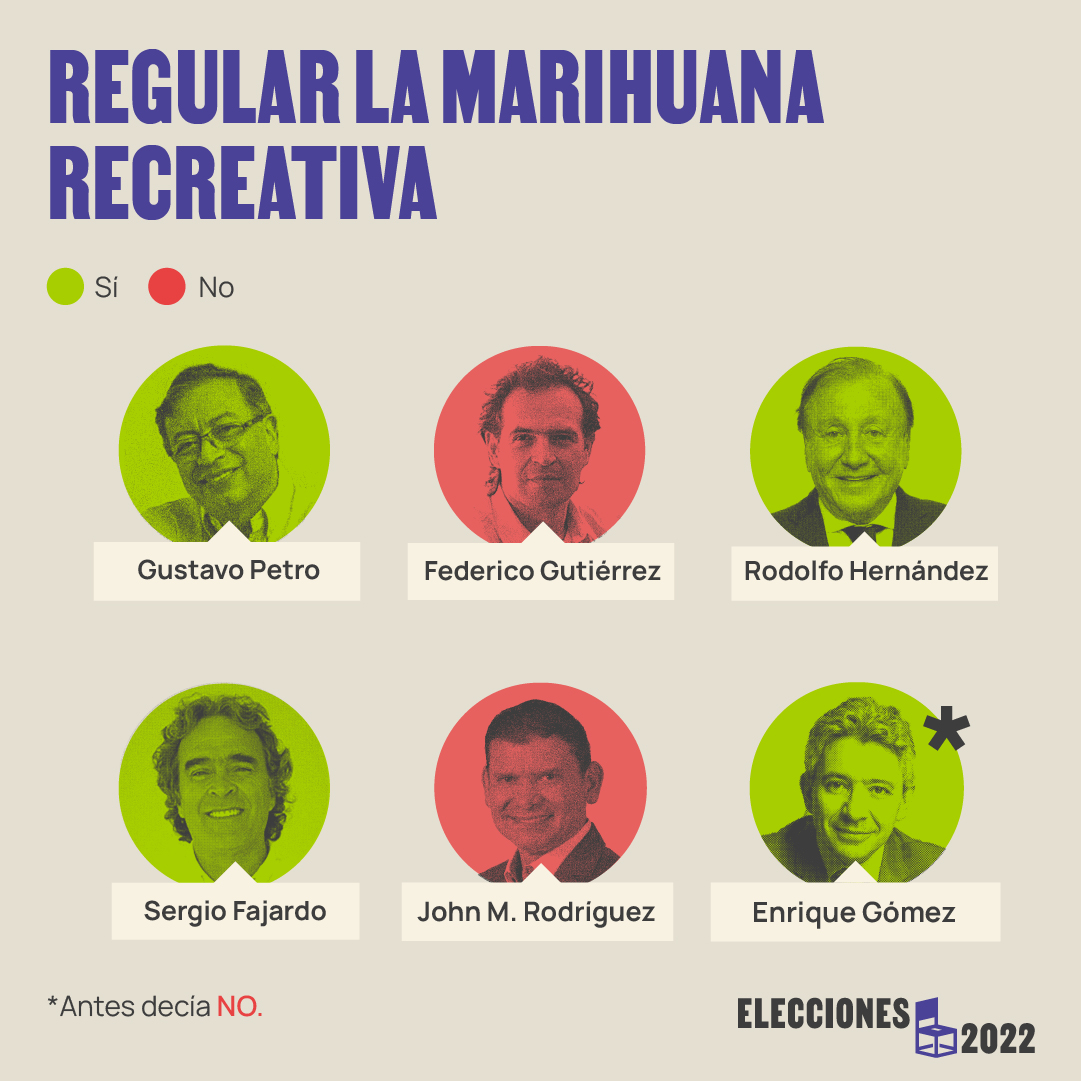 REGULAR LA MARIHUANA
RECREATIVA
Sí No
Gustavo Petro
Federico Gutiérrez
Rodolfo Hernández
*
Sergio Fajardo
John M. Rodríguez
Enrique Gómez
*Antes decía NO.
ELECCIONES
2022